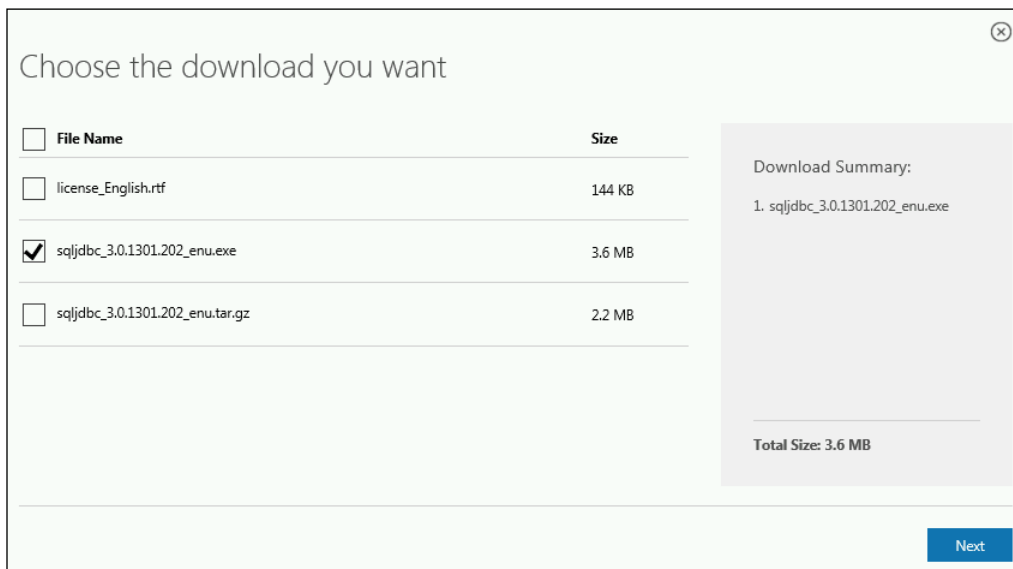 Choose the download you want
File Name Size
license_English.rtf 144 KB
sqljdbc_3.0.1301.202_enu.exe 3.6 MB
sqljdbc_3.0.1301.202_enu.tar.gz 2.2 MB
Download Summary:
1. sqljdbc_3.0.1301.202_enu.exe
Total Size: 3.6 MB
Next